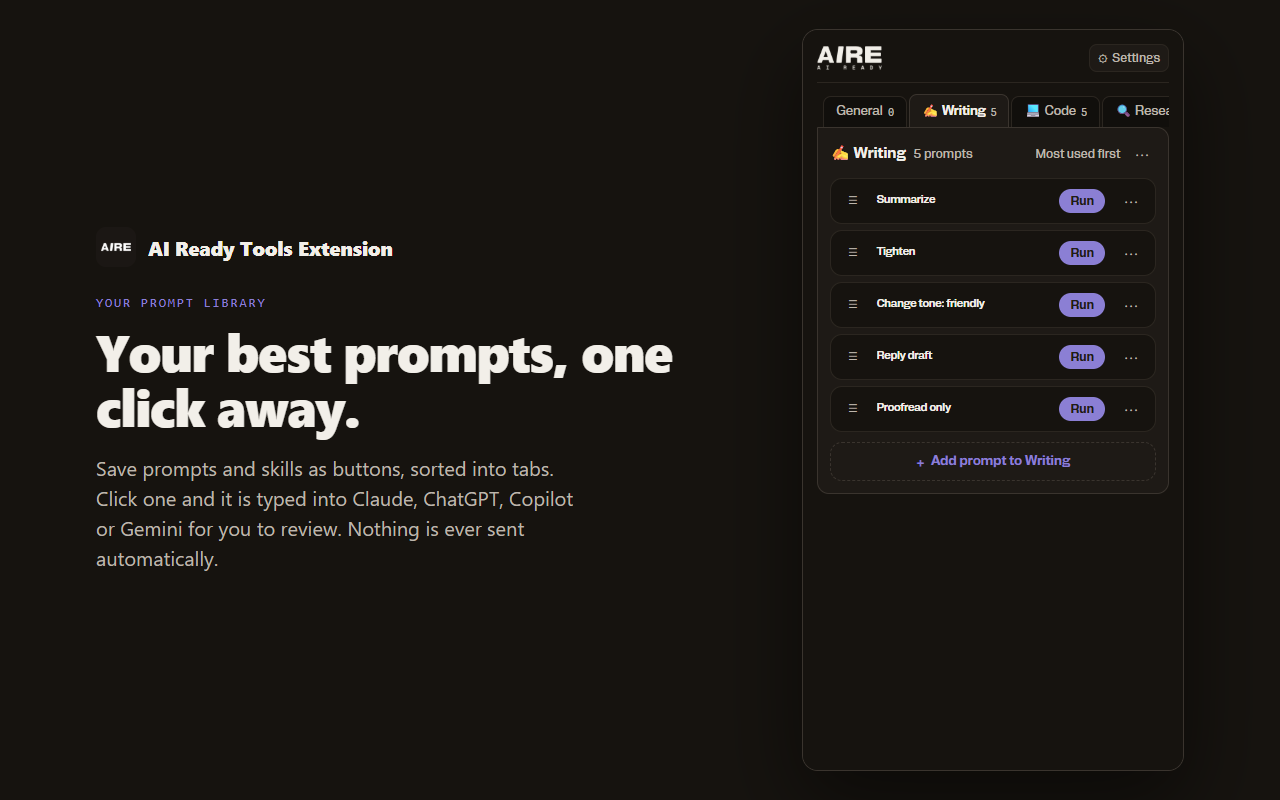 AIRE
AI Ready Tools Extension
YOUR PROMPT LIBRARY
Your best prompts, one
click away.
Save prompts and skills as buttons, sorted into tabs.
Click one and it is typed into Claude, ChatGPT, Copilot
or Gemini for you to review. Nothing is ever sent
automatically.
AIRE
AI READY
Settings
General 0
Writing 5
Code 5
Resea
Writing 5 prompts
Most used first
Summarize
Run
Tighten
Run
Change tone: friendly
Run
Reply draft
Run
Proofread only
Run
+ Add prompt to Writing